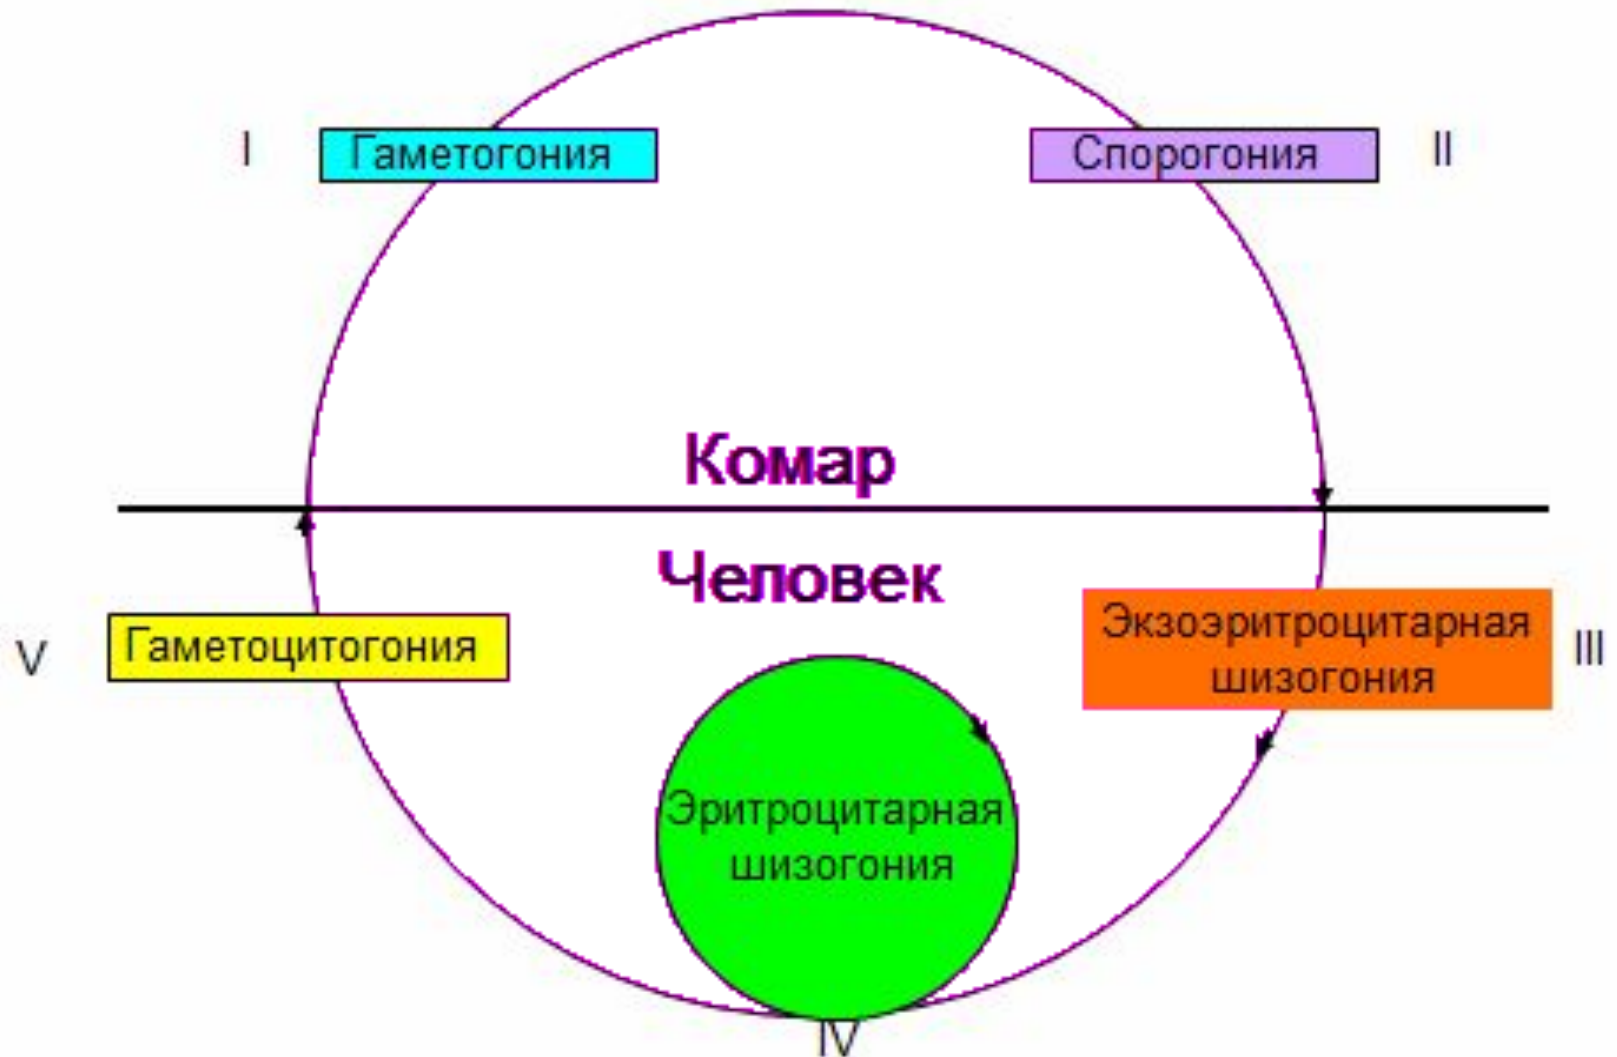 I Гаметогония
Спорогония II
Комар
Человек
V Гаметоцитогония
Экзоэритроцитарная
шизогония
III
Эритроцитарная
шизогония
IV